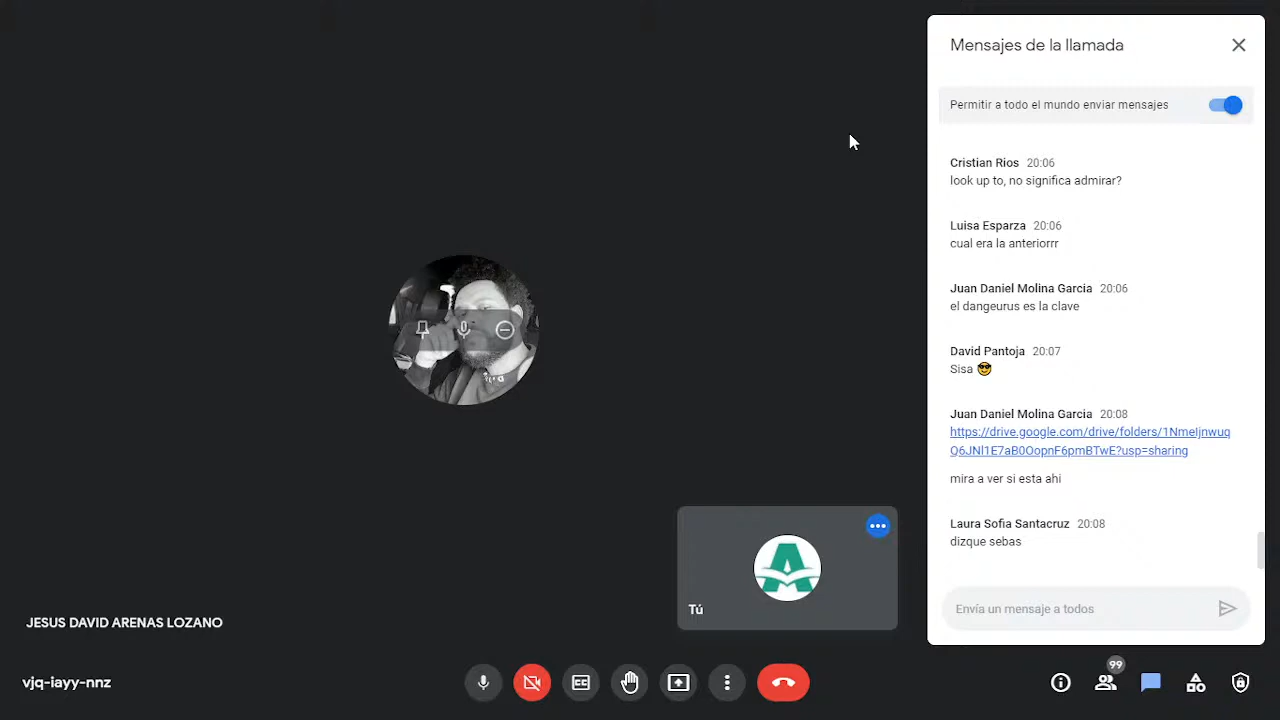 Mensajes de la llamada
Permitir a todo el mundo enviar mensajes
Cristian Rios 20:06
look up to, no significa admirar?
Luisa Esparza 20:06
cual era la anteriorrr
Juan Daniel Molina Garcia 20:06
el dangeurus es la clave
David Pantoja 20:07
Sisa 😎
Juan Daniel Molina Garcia 20:08
https://drive.google.com/drive/folders/1NmeIjnwuq
Q6JNl1E7aB0OopnF6pmBTwE?usp=sharing
mira a ver si esta ahi
Laura Sofia Santacruz 20:08
dizque sebas
Envía un mensaje a todos
Tú
JESUS DAVID ARENAS LOZANO
vjq-iayy-nnz
CC
99